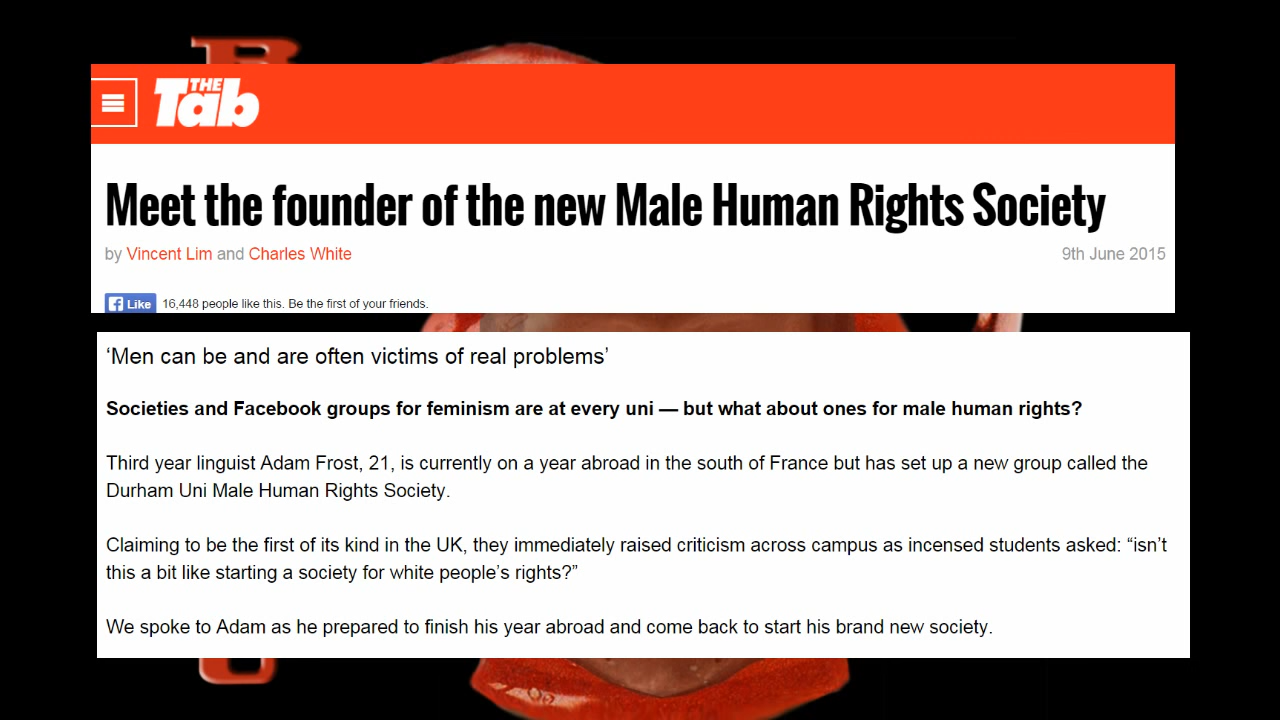 THE
Tab
Meet the founder of the new Male Human Rights Society
by Vincent Lim and Charles White 9th June 2015
Like 16,448 people like this. Be the first of your friends.
‘Men can be and are often victims of real problems’
Societies and Facebook groups for feminism are at every uni — but what about ones for male human rights?
Third year linguist Adam Frost, 21, is currently on a year abroad in the south of France but has set up a new group called the
Durham Uni Male Human Rights Society.
Claiming to be the first of its kind in the UK, they immediately raised criticism across campus as incensed students asked: “isn’t
this a bit like starting a society for white people’s rights?”
We spoke to Adam as he prepared to finish his year abroad and come back to start his brand new society.